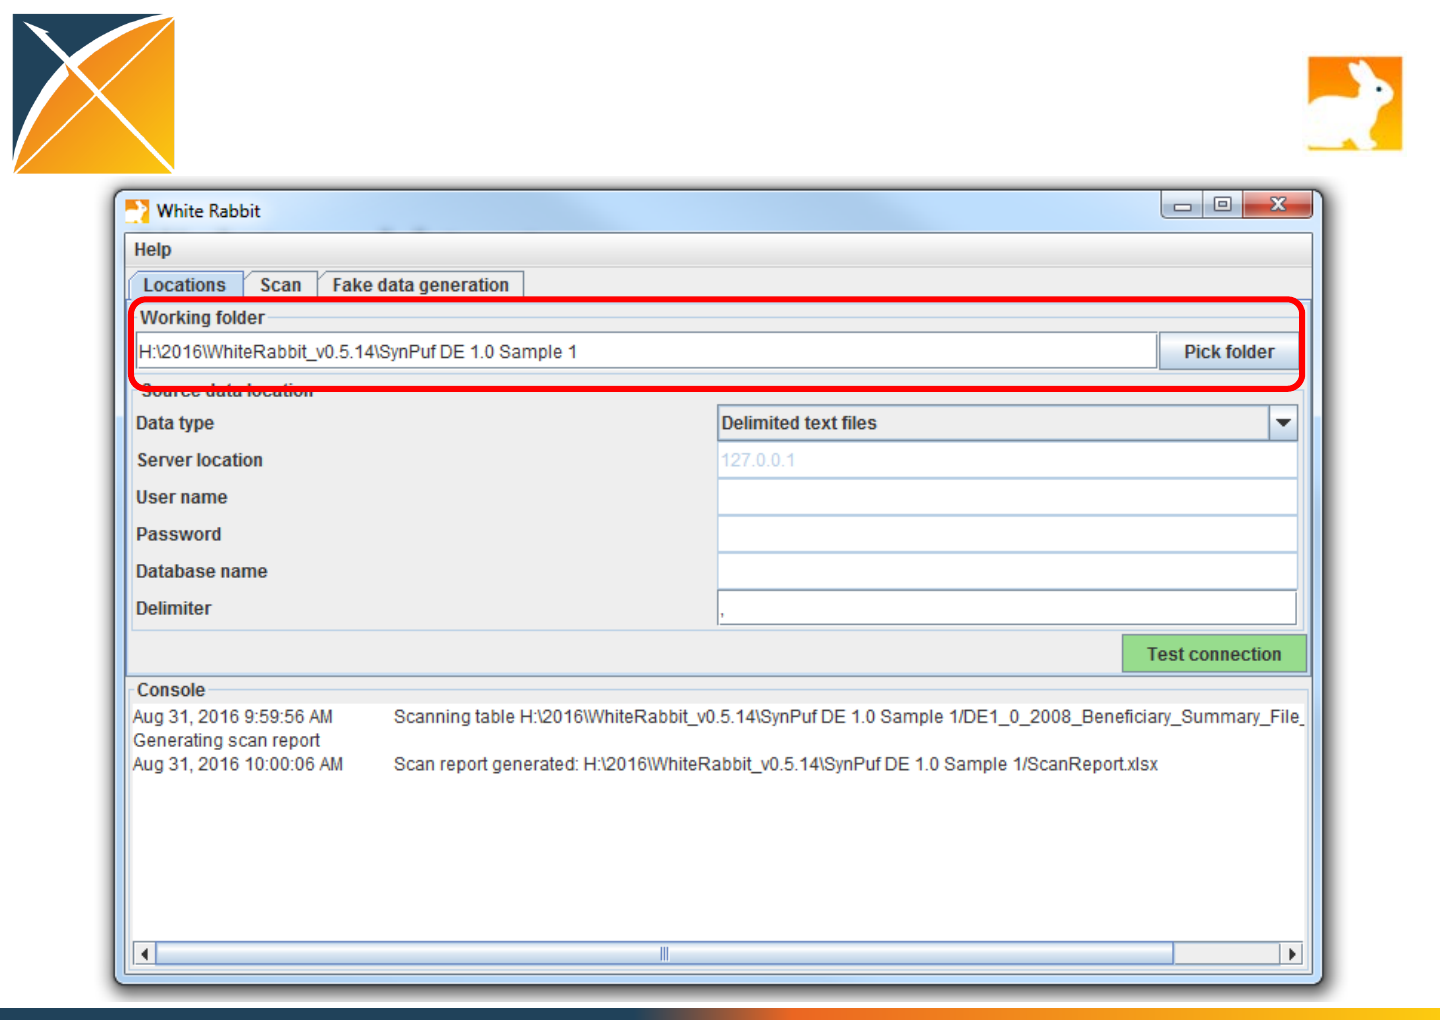 White Rabbit
Help
Locations Scan Fake data generation
Working folder
H:\2016\WhiteRabbit_v0.5.14\SynPuf DE 1.0 Sample 1 Pick folder
Source data location
Data type Delimited text files
Server location 127.0.0.1
User name
Password
Database name
Delimiter ,
Test connection
Console
Aug 31, 2016 9:59:56 AM Scanning table H:\2016\WhiteRabbit_v0.5.14\SynPuf DE 1.0 Sample 1/DE1_0_2008_Beneficiary_Summary_File_
Generating scan report
Aug 31, 2016 10:00:06 AM Scan report generated: H:\2016\WhiteRabbit_v0.5.14\SynPuf DE 1.0 Sample 1/ScanReport.xlsx